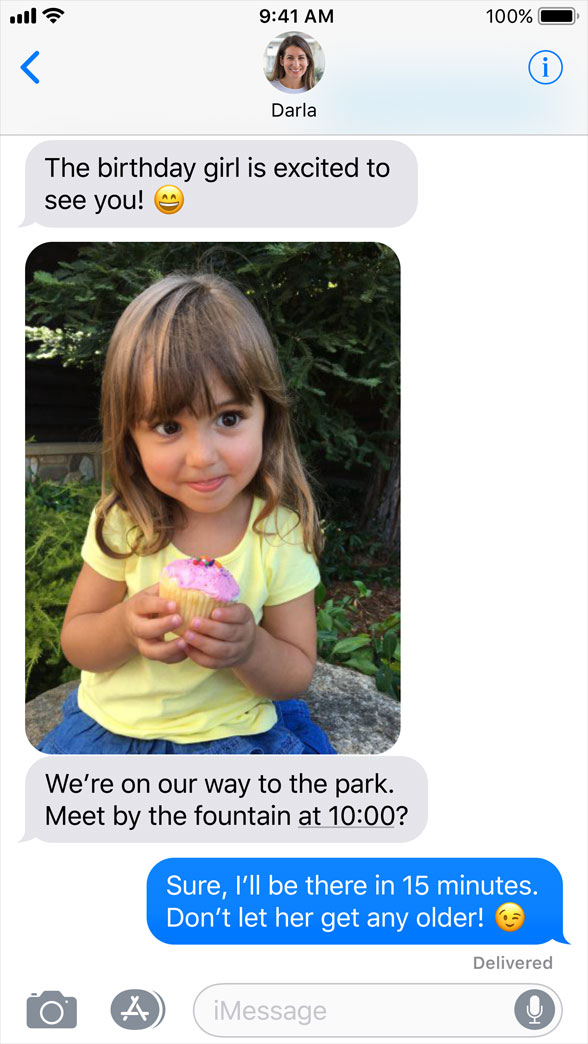 9:41 AM
100%
Darla
The birthday girl is excited to
see you! 😄
We’re on our way to the park.
Meet by the fountain at 10:00?
Sure, I’ll be there in 15 minutes.
Don’t let her get any older! 😉
Delivered
iMessage